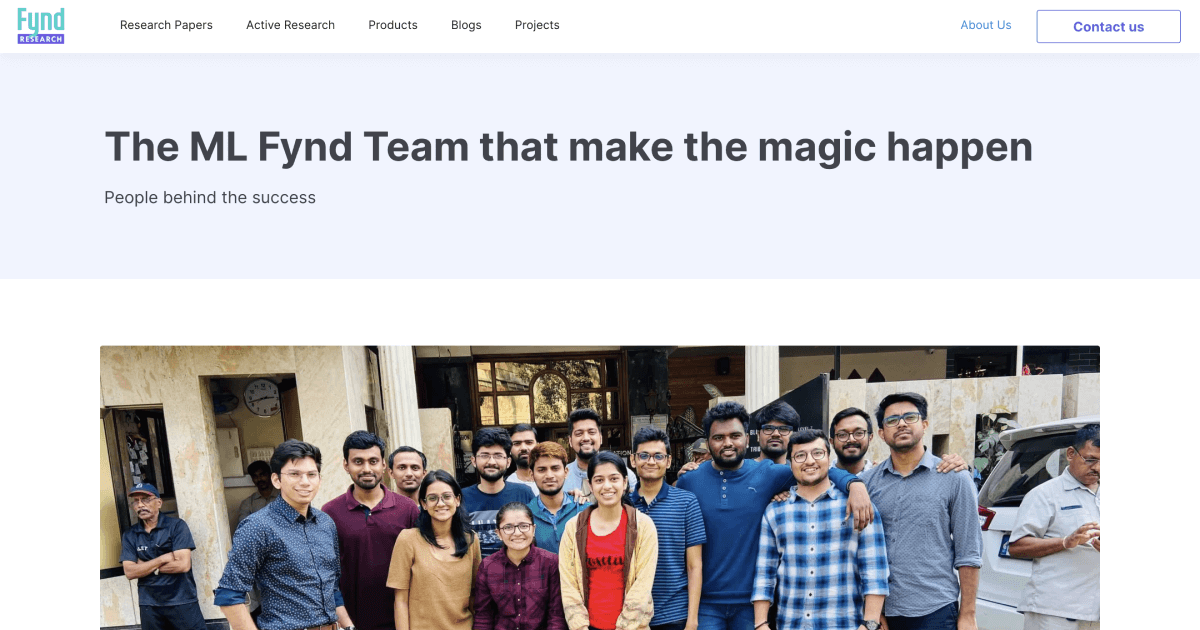 Fynd
RESEARCH
Research Papers
Active Research
Products
Blogs
Projects
About Us
Contact us
The ML Fynd Team that make the magic happen
People behind the success